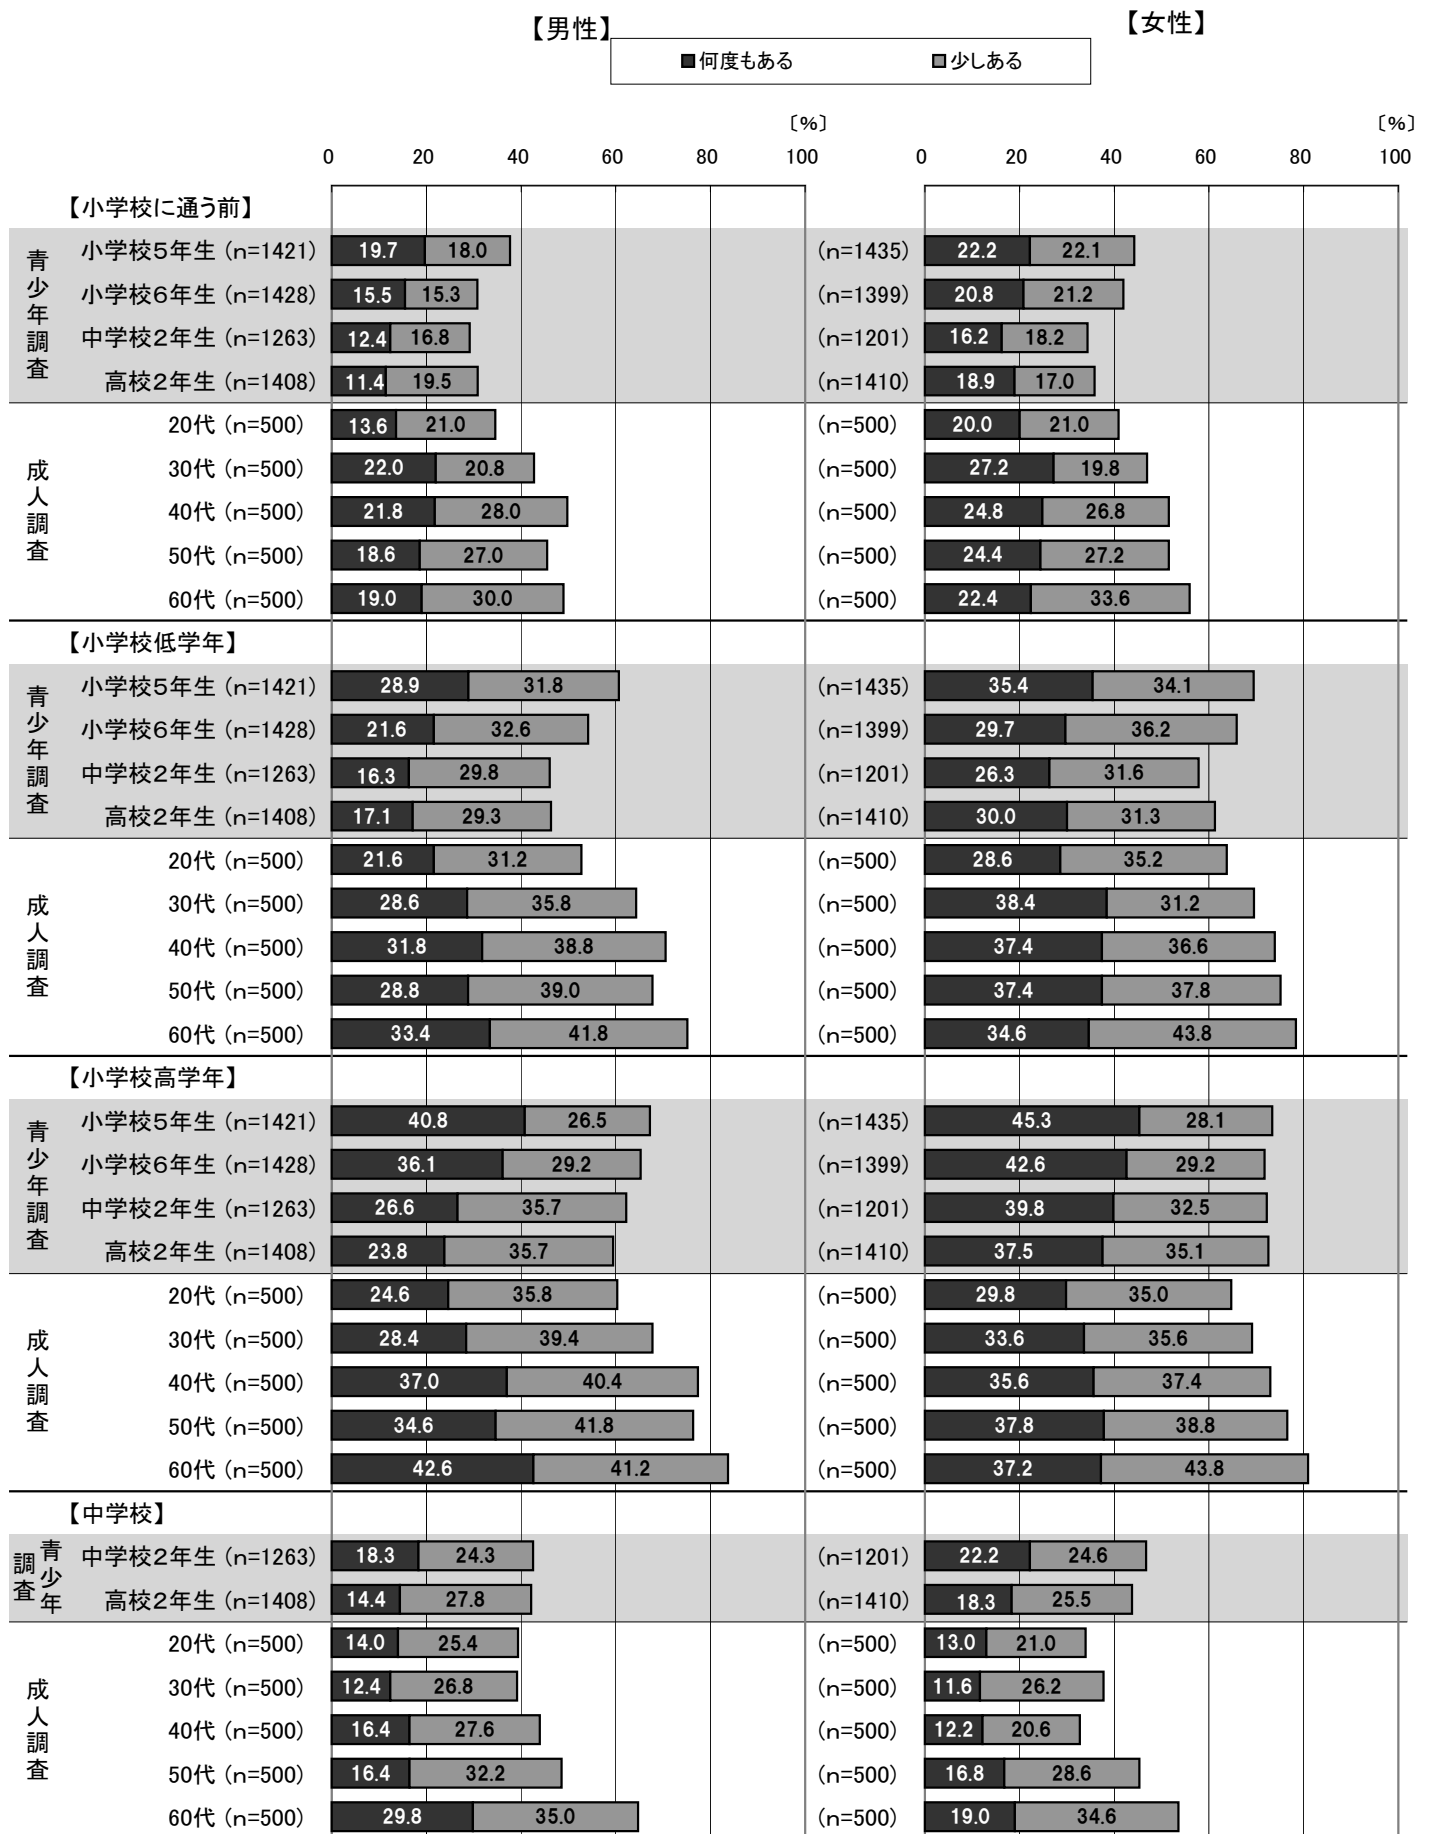 【男性】 【女性】
■何度もある ■少しある
〔%〕 〔%〕
0 20 40 60 80 100 0 20 40 60 80 100
【小学校に通う前】
青少年調査
小学校5年生 (n=1421) 19.7 18.0 (n=1435) 22.2 22.1
小学校6年生 (n=1428) 15.5 15.3 (n=1399) 20.8 21.2
中学校2年生 (n=1263) 12.4 16.8 (n=1201) 16.2 18.2
高校2年生 (n=1408) 11.4 19.5 (n=1410) 18.9 17.0
成人調査
20代 (n=500) 13.6 21.0 (n=500) 20.0 21.0
30代 (n=500) 22.0 20.8 (n=500) 27.2 19.8
40代 (n=500) 21.8 28.0 (n=500) 24.8 26.8
50代 (n=500) 18.6 27.0 (n=500) 24.4 27.2
60代 (n=500) 19.0 30.0 (n=500) 22.4 33.6
【小学校低学年】
青少年調査
小学校5年生 (n=1421) 28.9 31.8 (n=1435) 35.4 34.1
小学校6年生 (n=1428) 21.6 32.6 (n=1399) 29.7 36.2
中学校2年生 (n=1263) 16.3 29.8 (n=1201) 26.3 31.6
高校2年生 (n=1408) 17.1 29.3 (n=1410) 30.0 31.3
成人調査
20代 (n=500) 21.6 31.2 (n=500) 28.6 35.2
30代 (n=500) 28.6 35.8 (n=500) 38.4 31.2
40代 (n=500) 31.8 38.8 (n=500) 37.4 36.6
50代 (n=500) 28.8 39.0 (n=500) 37.4 37.8
60代 (n=500) 33.4 41.8 (n=500) 34.6 43.8
【小学校高学年】
青少年調査
小学校5年生 (n=1421) 40.8 26.5 (n=1435) 45.3 28.1
小学校6年生 (n=1428) 36.1 29.2 (n=1399) 42.6 29.2
中学校2年生 (n=1263) 26.6 35.7 (n=1201) 39.8 32.5
高校2年生 (n=1408) 23.8 35.7 (n=1410) 37.5 35.1
成人調査
20代 (n=500) 24.6 35.8 (n=500) 29.8 35.0
30代 (n=500) 28.4 39.4 (n=500) 33.6 35.6
40代 (n=500) 37.0 40.4 (n=500) 35.6 37.4
50代 (n=500) 34.6 41.8 (n=500) 37.8 38.8
60代 (n=500) 42.6 41.2 (n=500) 37.2 43.8
【中学校】
青少年調査
中学校2年生 (n=1263) 18.3 24.3 (n=1201) 22.2 24.6
高校2年生 (n=1408) 14.4 27.8 (n=1410) 18.3 25.5
成人調査
20代 (n=500) 14.0 25.4 (n=500) 13.0 21.0
30代 (n=500) 12.4 26.8 (n=500) 11.6 26.2
40代 (n=500) 16.4 27.6 (n=500) 12.2 20.6
50代 (n=500) 16.4 32.2 (n=500) 16.8 28.6
60代 (n=500) 29.8 35.0 (n=500) 19.0 34.6